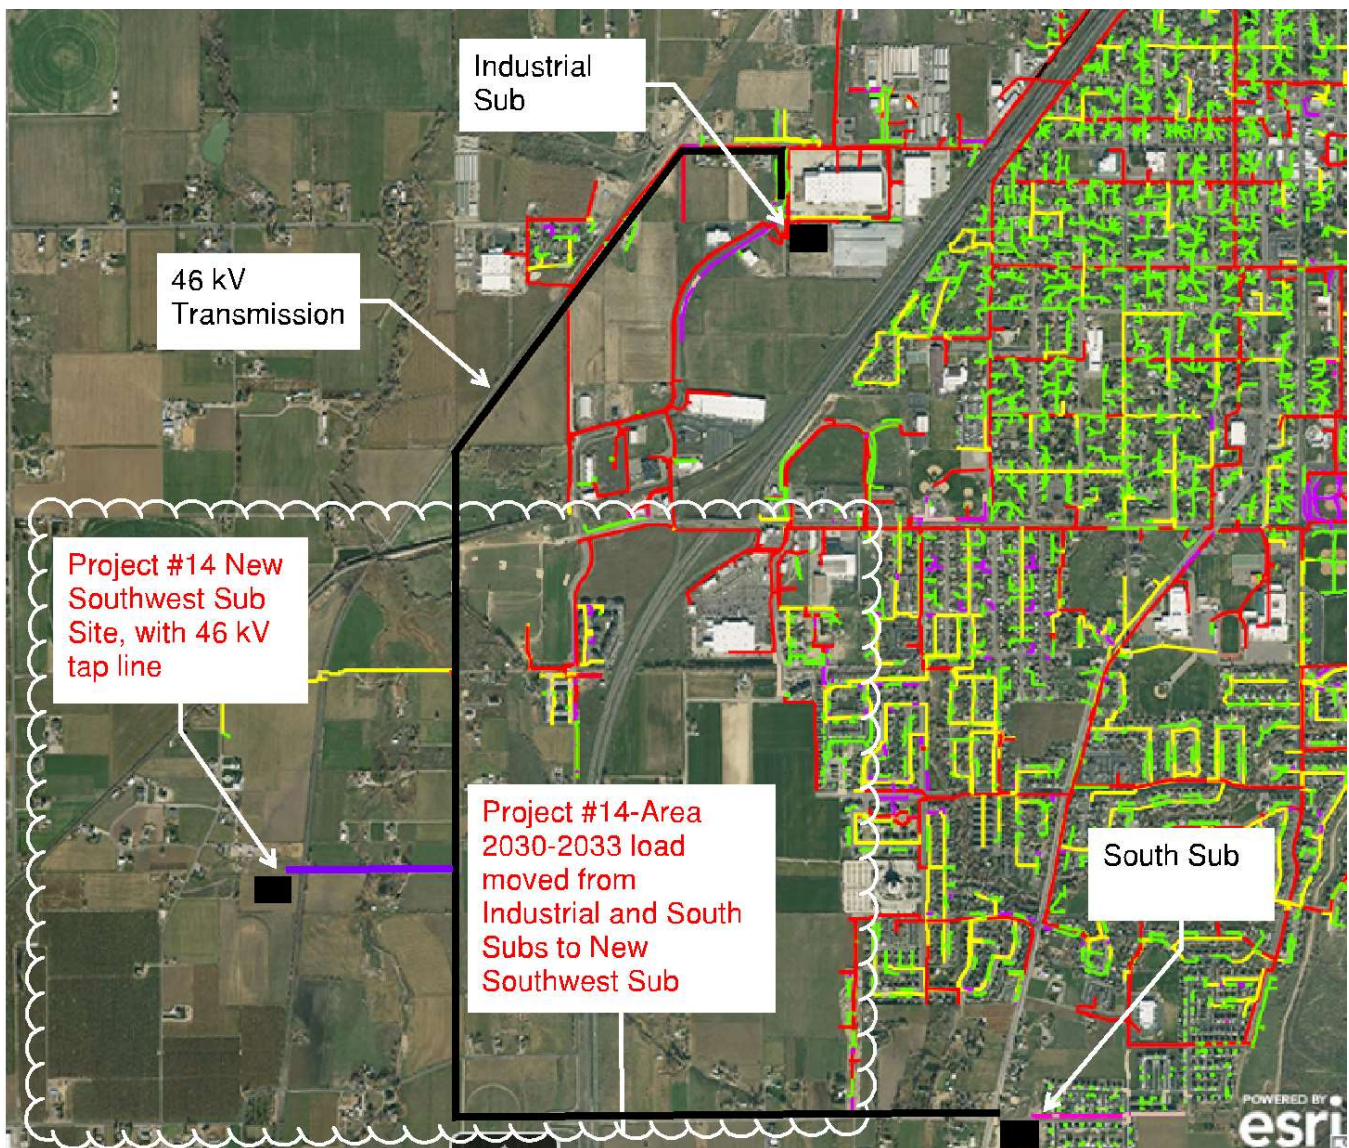 Industrial
Sub
46 kV
Transmission
Project #14 New
Southwest Sub
Site, with 46 kV
tap line
Project #14-Area
2030-2033 load
moved from
Industrial and South
Subs to New
Southwest Sub
South Sub
POWERED BY
esri